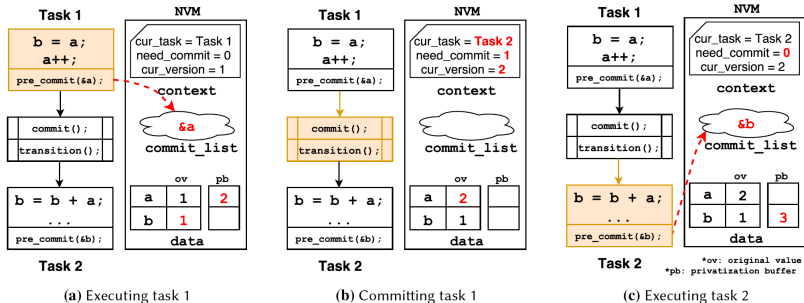 Task 1
NVM
b = a;
a++;
pre_commit(&a);
cur_task = Task 1
need_commit = 0
cur_version = 1
context
&a
commit_list
commit();
transition();
b = b + a;
...
pre_commit(&b);
ov
pb
a
1
2
b
1
data
Task 2
(a) Executing task 1
Task 1
NVM
b = a;
a++;
pre_commit(&a);
cur_task = Task 2
need_commit = 1
cur_version = 2
context
commit_list
commit();
transition();
b = b + a;
...
pre_commit(&b);
ov
pb
a
2
b
1
data
Task 2
(b) Committing task 1
Task 1
NVM
b = a;
a++;
pre_commit(&a);
cur_task = Task 2
need_commit = 0
cur_version = 2
context
&b
commit_list
commit();
transition();
b = b + a;
...
pre_commit(&b);
ov
pb
a
2
b
1
3
data
Task 2
*ov: original value
*pb: privatization buffer
(c) Executing task 2